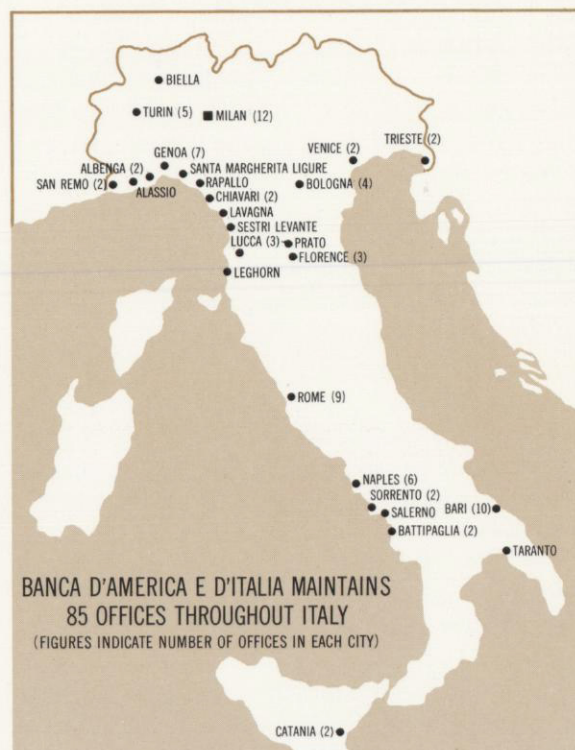 BIELLA
TURIN (5)
MILAN (12)
GENOA (7)
VENICE (2)
TRIESTE (2)
ALBENGA (2)
SANTA MARGHERITA LIGURE
SAN REMO (2)
ALASSIO
RAPALLO
BOLOGNA (4)
CHIAVARI (2)
LAVAGNA
SESTRI LEVANTE
LUCCA (3)
PRATO
FLORENCE (3)
LEGHORN
ROME (9)
NAPLES (6)
SORRENTO (2)
SALERNO
BARI (10)
BATTIPAGLIA (2)
TARANTO
BANCA D'AMERICA E D'ITALIA MAINTAINS
85 OFFICES THROUGHOUT ITALY
(FIGURES INDICATE NUMBER OF OFFICES IN EACH CITY)
CATANIA (2)